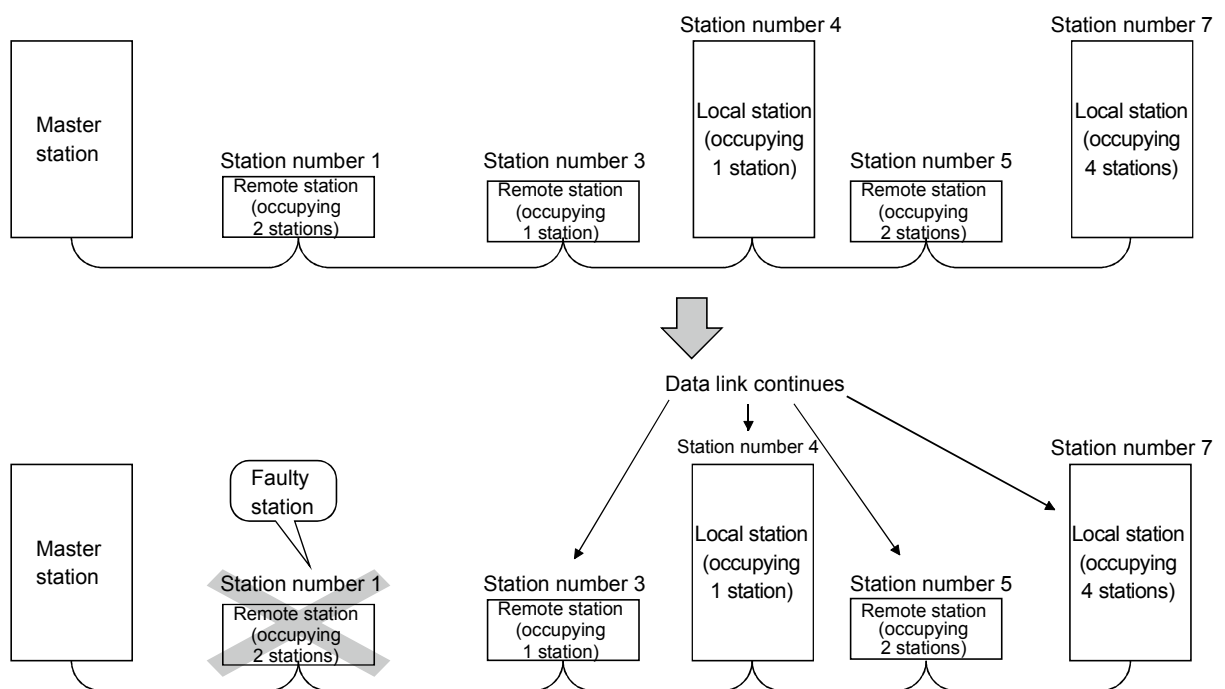 Station number 4
Station number 7
Master
station
Local station
(occupying
1 station)
Local station
(occupying
4 stations)
Station number 1
Station number 3
Station number 5
Remote station
(occupying
2 stations)
Remote station
(occupying
1 station)
Remote station
(occupying
2 stations)
Data link continues
Station number 4
Station number 7
Faulty
station
Master
station
Local station
(occupying
1 station)
Local station
(occupying
4 stations)
Station number 1
Station number 3
Station number 5
Remote station
(occupying
2 stations)
Remote station
(occupying
1 station)
Remote station
(occupying
2 stations)